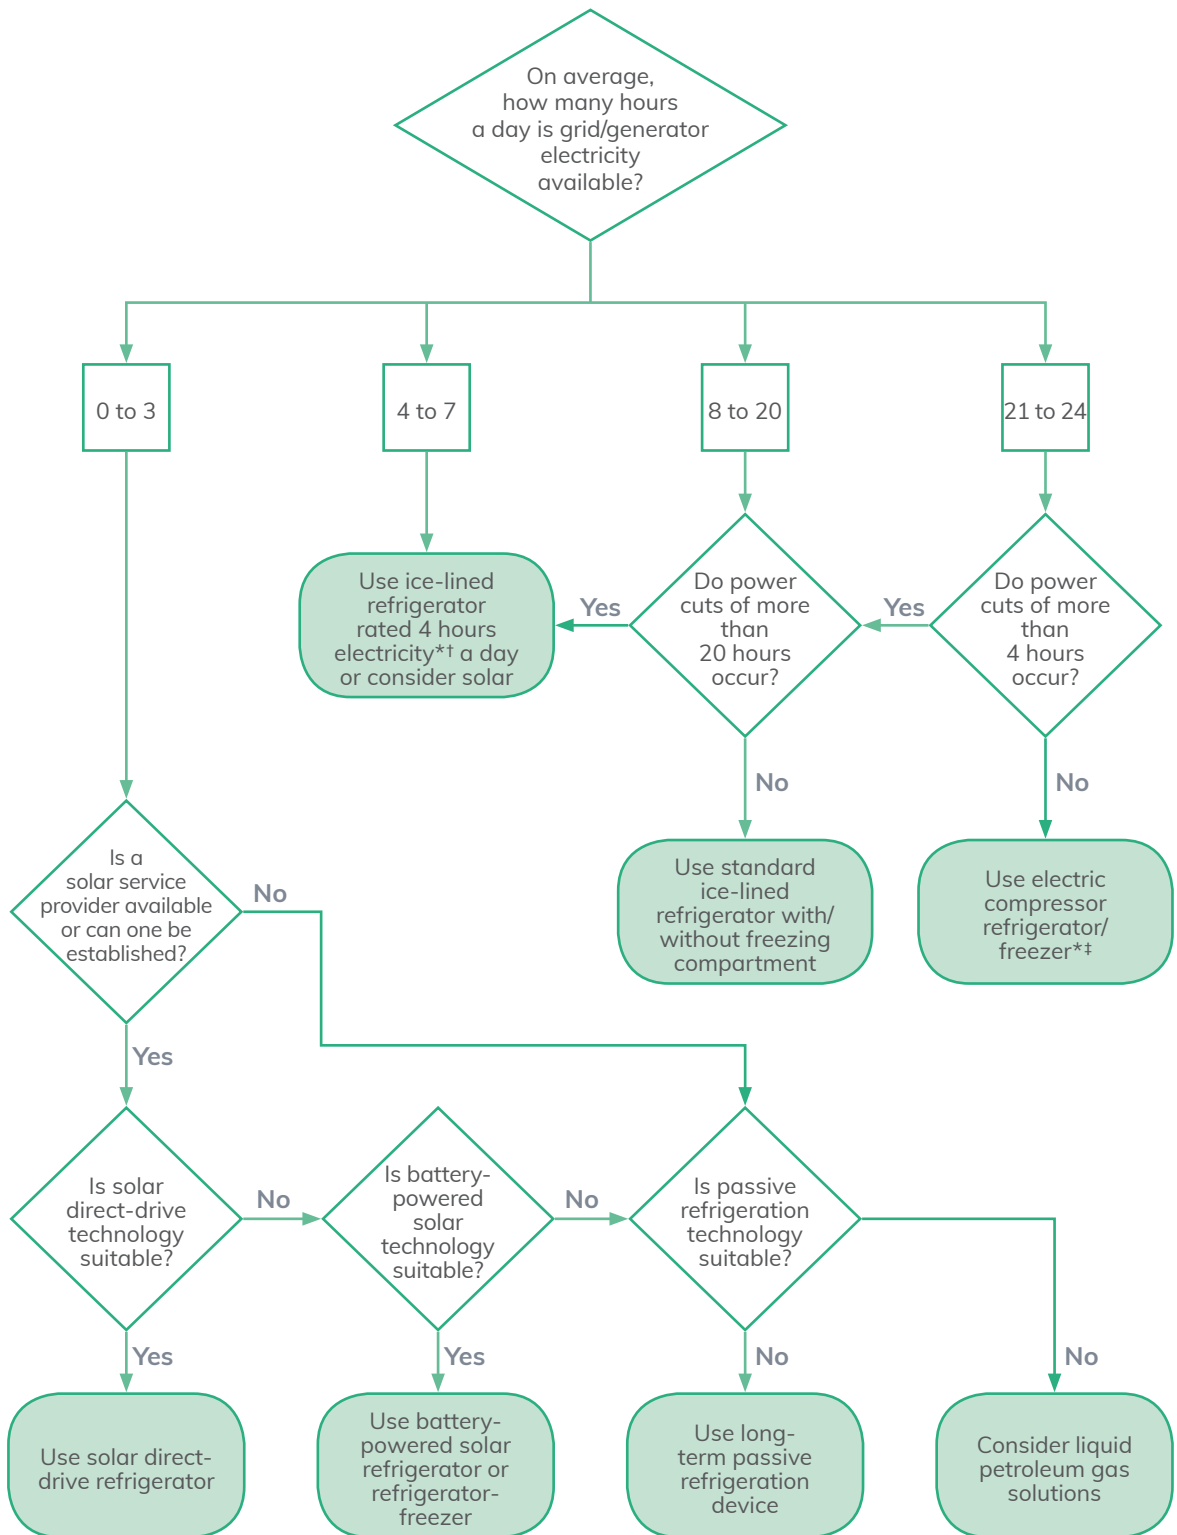 On average,
how many hours
a day is grid/generator
electricity
available?
0 to 3
4 to 7
8 to 20
21 to 24
Use ice-lined
refrigerator
rated 4 hours
electricity*† a day
or consider solar
Yes
Do power
cuts of more
than
20 hours
occur?
Yes
Do power
cuts of more
than
4 hours
occur?
No
No
Use standard
ice-lined
refrigerator with/
without freezing
compartment
Use electric
compressor
refrigerator/
freezer*‡
Is a
solar service
provider available
or can one be
established?
No
Yes
Is solar
direct-drive
technology
suitable?
No
Is battery-
powered
solar
technology
suitable?
No
Is passive
refrigeration
technology
suitable?
Yes
Yes
No
No
Use solar direct-
drive refrigerator
Use battery-
powered solar
refrigerator or
refrigerator-
freezer
Use long-
term passive
refrigeration
device
Consider liquid
petroleum gas
solutions